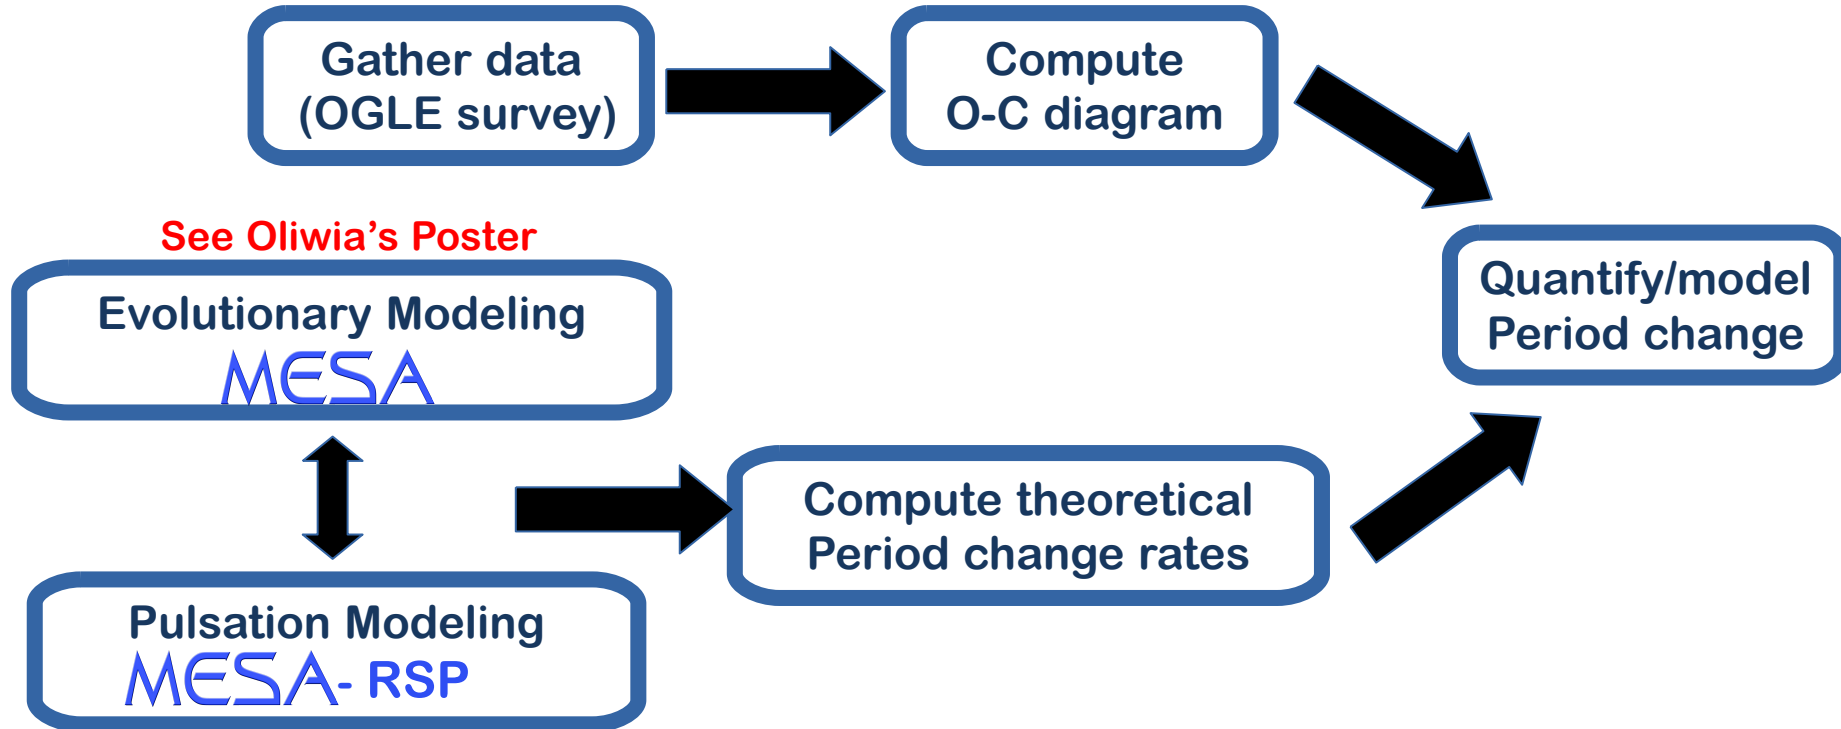 Gather data
(OGLE survey)
Compute
O-C diagram
See Oliwia's Poster
Evolutionary Modeling
MESA
Quantify/model
Period change
Compute theoretical
Period change rates
Pulsation Modeling
MESA- RSP